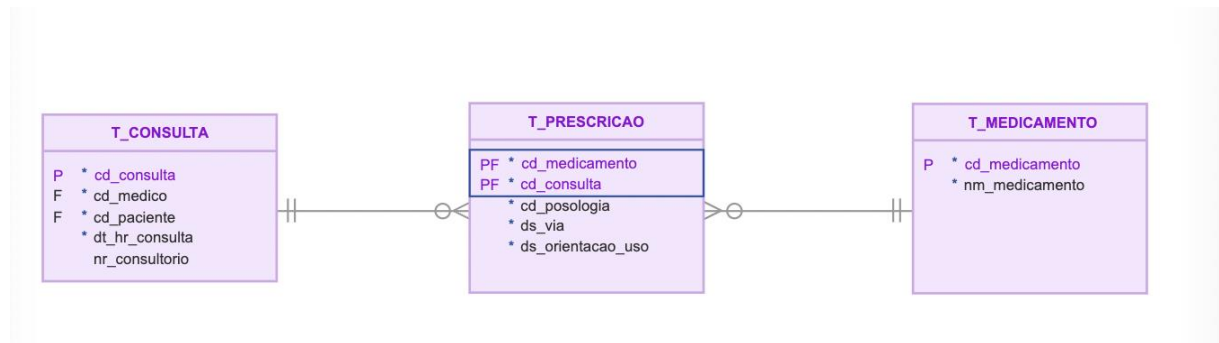 T_CONSULTA
P * cd_consulta
F * cd_medico
F * cd_paciente
* dt_hr_consulta
nr_consultorio
T_PRESCRICAO
PF * cd_medicamento
PF * cd_consulta
* cd_posologia
* ds_via
* ds_orientacao_uso
T_MEDICAMENTO
P * cd_medicamento
* nm_medicamento